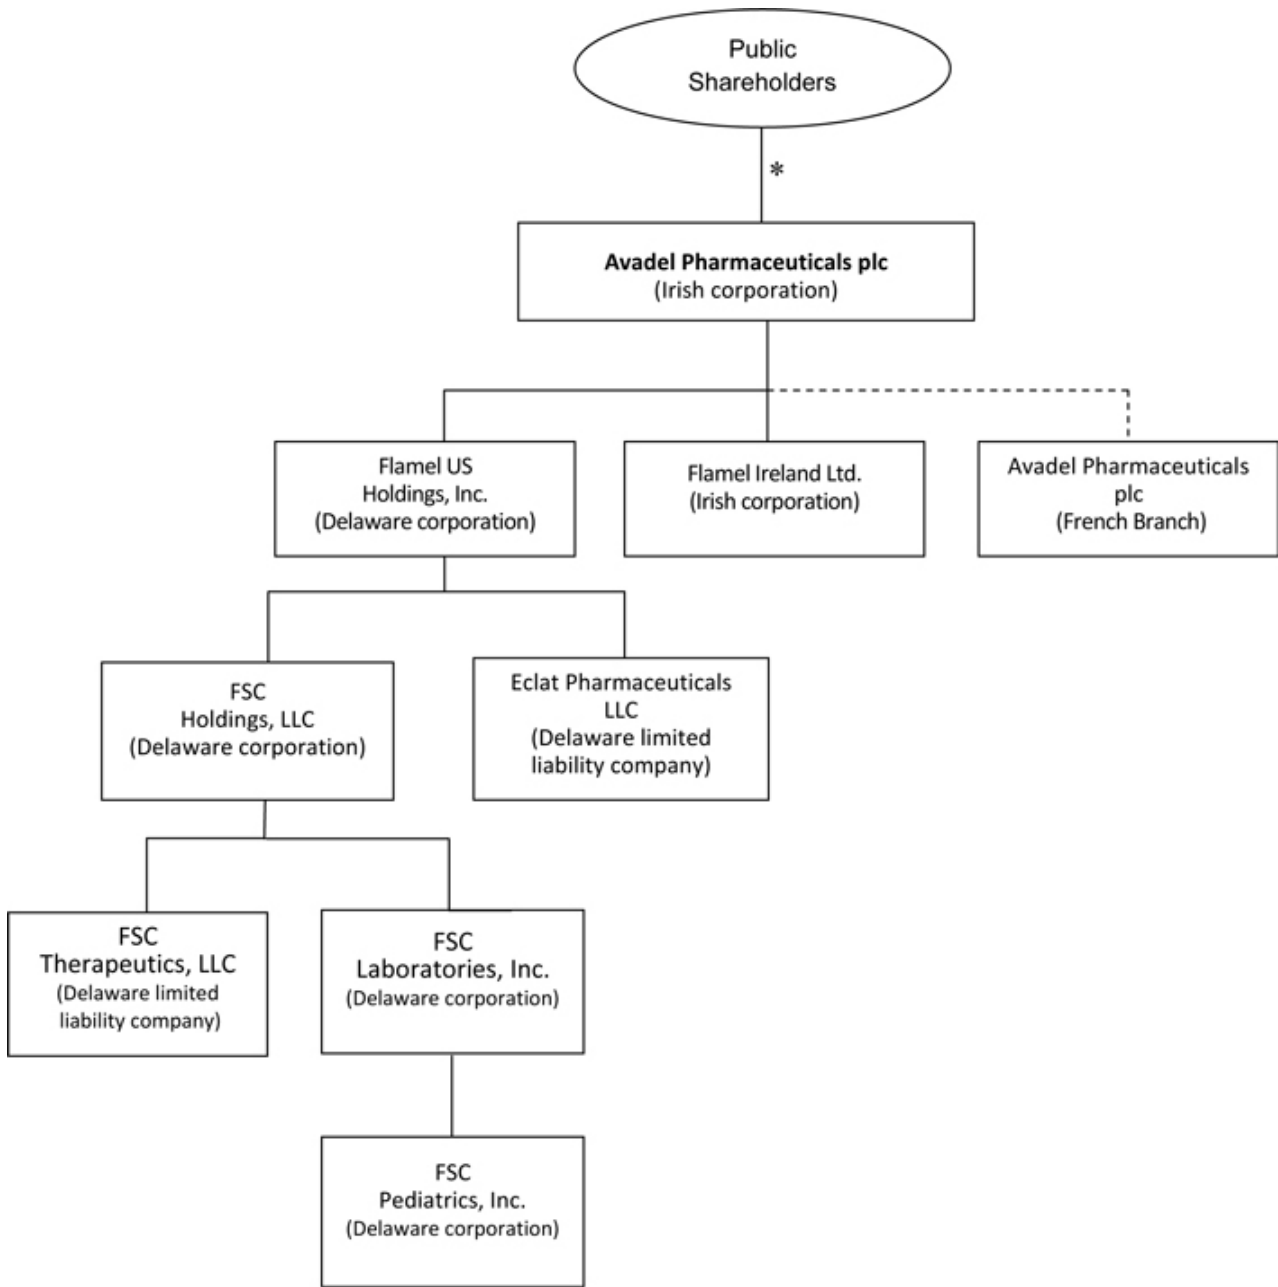 Public
Shareholders
*
Avadel Pharmaceuticals plc
(Irish corporation)
Flamel US
Holdings, Inc.
(Delaware corporation)
Flamel Ireland Ltd.
(Irish corporation)
Avadel Pharmaceuticals
plc
(French Branch)
FSC
Holdings, LLC
(Delaware corporation)
Eclat Pharmaceuticals
LLC
(Delaware limited
liability company)
FSC
Therapeutics, LLC
(Delaware limited
liability company)
FSC
Laboratories, Inc.
(Delaware corporation)
FSC
Pediatrics, Inc.
(Delaware corporation)